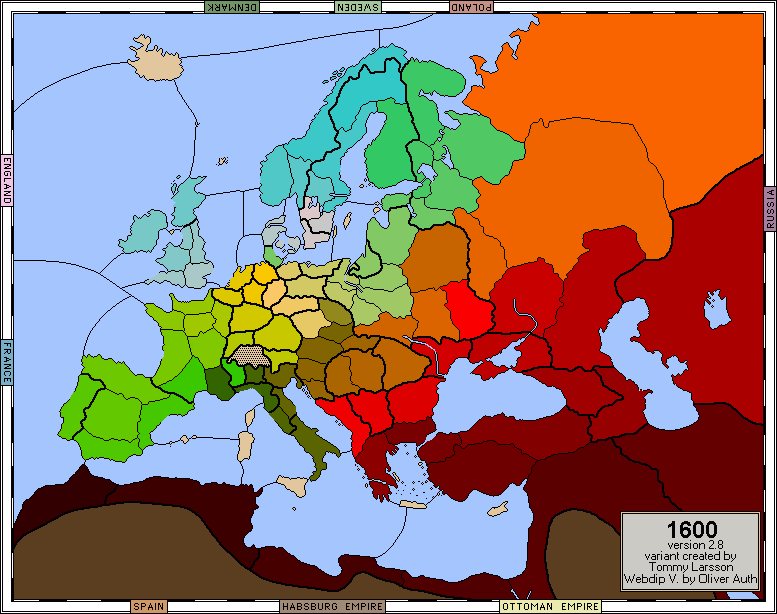 DENMARK
SWEDEN
POLAND
ENGLAND
RUSSIA
FRANCE
1600
version 2.8
variant created by
Tommy Larsson
Webdip V. by Oliver Auth
SPAIN
HABSBURG EMPIRE
OTTOMAN EMPIRE